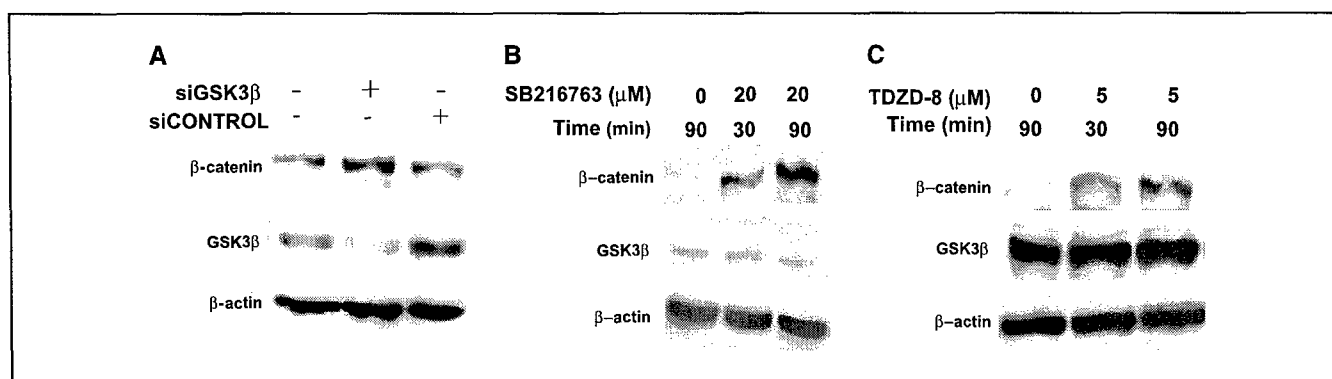 A
siGSK3β - + -
siCONTROL - - +
β-catenin
GSK3β
β-actin
B
SB216763 (μM) 0 20 20
Time (min) 90 30 90
β-catenin
GSK3β
β-actin
C
TDZD-8 (μM) 0 5 5
Time (min) 90 30 90
β-catenin
GSK3β
β-actin